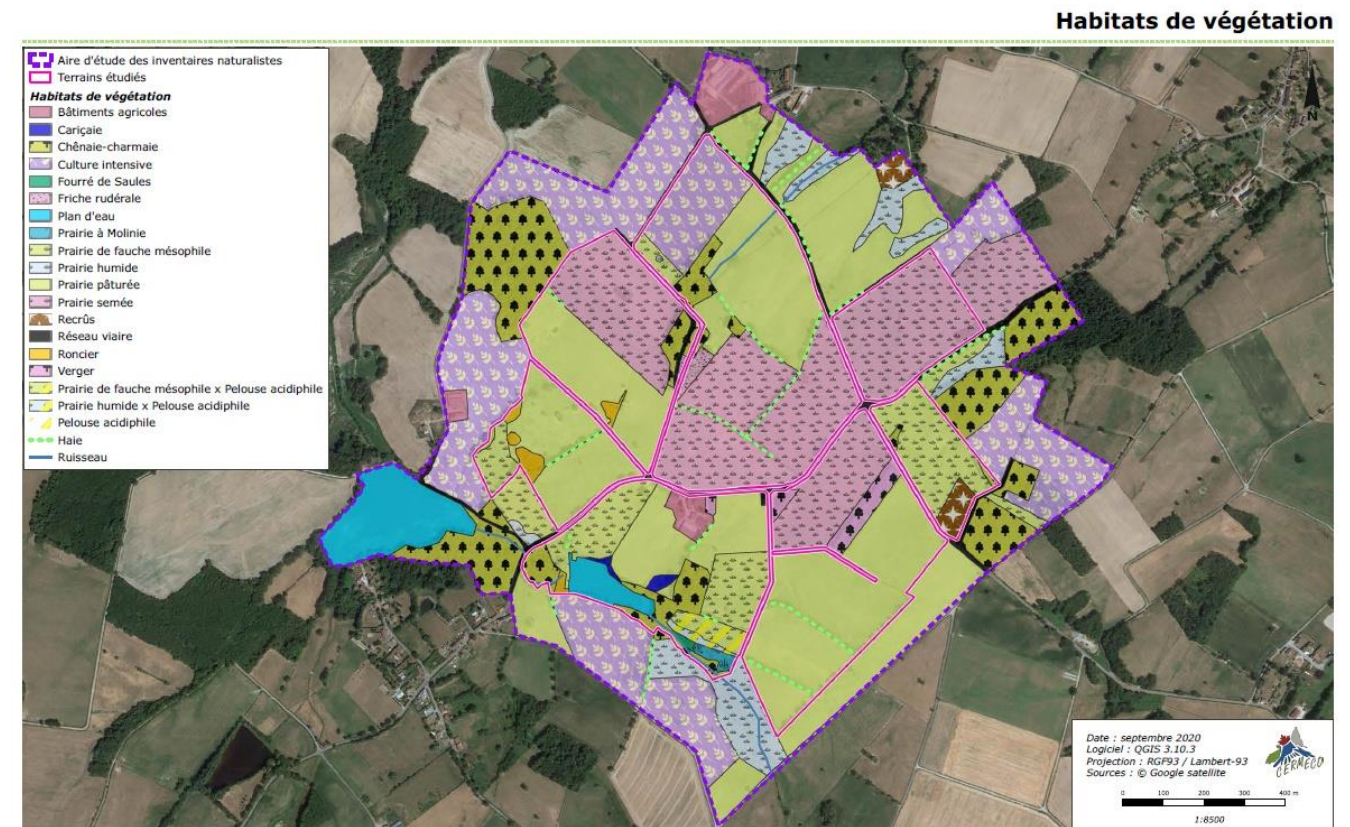 Habitats de végétation
Aire d'étude des inventaires naturalistes
Terrains étudiés
Habitats de végétation
Bâtiments agricoles
Cariçaie
Chênaie-charmaie
Culture intensive
Fourré de Saules
Friche rudérale
Plan d'eau
Prairie à Molinie
Prairie de fauche mésophile
Prairie humide
Prairie pâturée
Prairie semée
Recrûs
Réseau viaire
Roncier
Verger
Prairie de fauche mésophile x Pelouse acidiphile
Prairie humide x Pelouse acidiphile
Pelouse acidiphile
Haie
Ruisseau
N
Date : septembre 2020
Logiciel : QGIS 3.10.3
Projection : RGF93 / Lambert-93
Sources : © Google satellite
CERMECO
0 100 200 300 400 m
1:8500